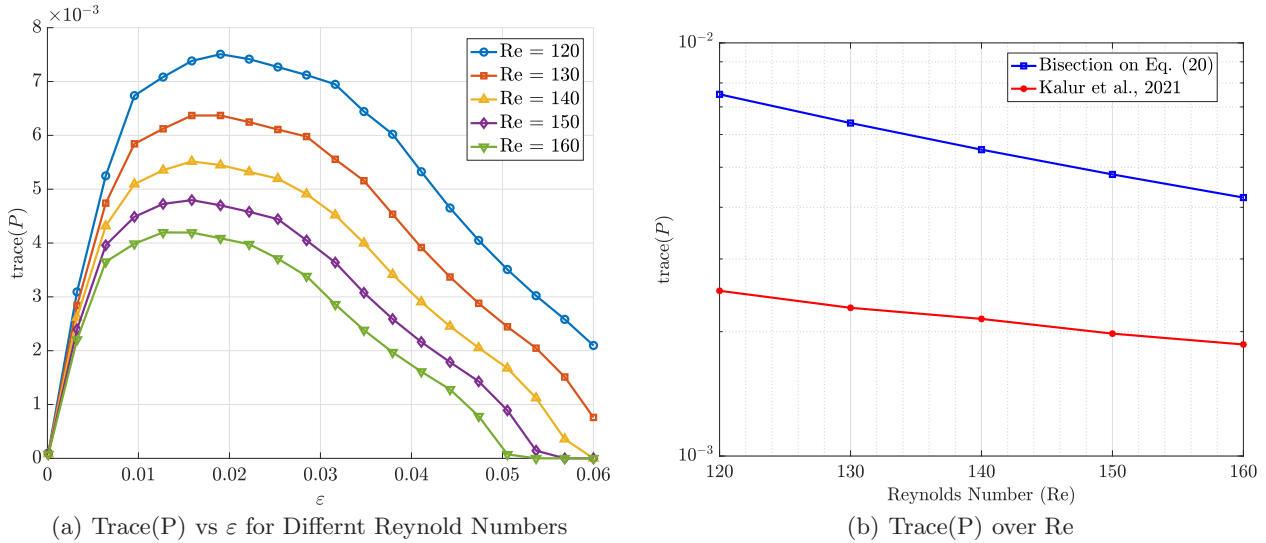 ×10⁻³
8
7
6
5
4
3
2
1
0
trace(P)
0
0.01
0.02
0.03
0.04
0.05
0.06
ε
Re = 120
Re = 130
Re = 140
Re = 150
Re = 160
(a) Trace(P) vs ε for Differnt Reynold Numbers
10⁻²
10⁻³
trace(P)
120
130
140
150
160
Reynolds Number (Re)
Bisection on Eq. (20)
Kalur et al., 2021
(b) Trace(P) over Re